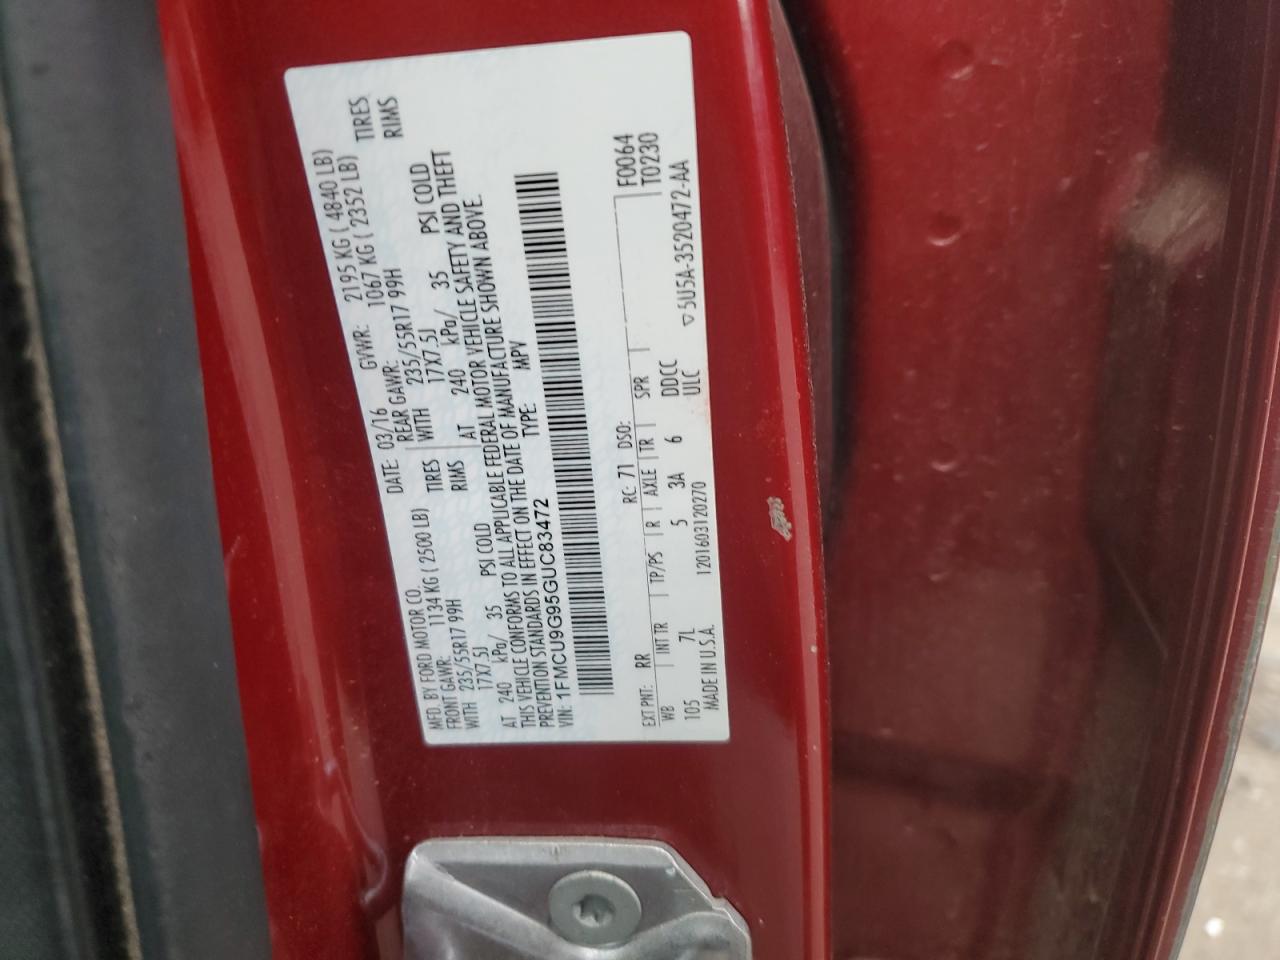 MFD. BY FORD MOTOR CO. DATE: 03/16 GVWR: 2195 KG ( 4840 LB)
FRONT GAWR: 1134 KG ( 2500 LB) REAR GAWR: 1067 KG ( 2352 LB)
WITH 235/55R17 99H TIRES WITH 235/55R17 99H TIRES
17X7.5J RIMS 17X7.5J RIMS
AT 240 kPa/ 35 PSI COLD AT 240 kPa/ 35 PSI COLD
THIS VEHICLE CONFORMS TO ALL APPLICABLE FEDERAL MOTOR VEHICLE SAFETY AND THEFT
PREVENTION STANDARDS IN EFFECT ON THE DATE OF MANUFACTURE SHOWN ABOVE.
VIN: 1FMCU9G95GUC83472 TYPE: MPV
EXT PNT: RR RC: 71 DSO: F0064
WB INT TR TP/PS R AXLE TR SPR T0230
105 7L 5 3A 6 DDCC
MADE IN U.S.A. 1201603120270 ULC ▽5U5A-3520472-AA